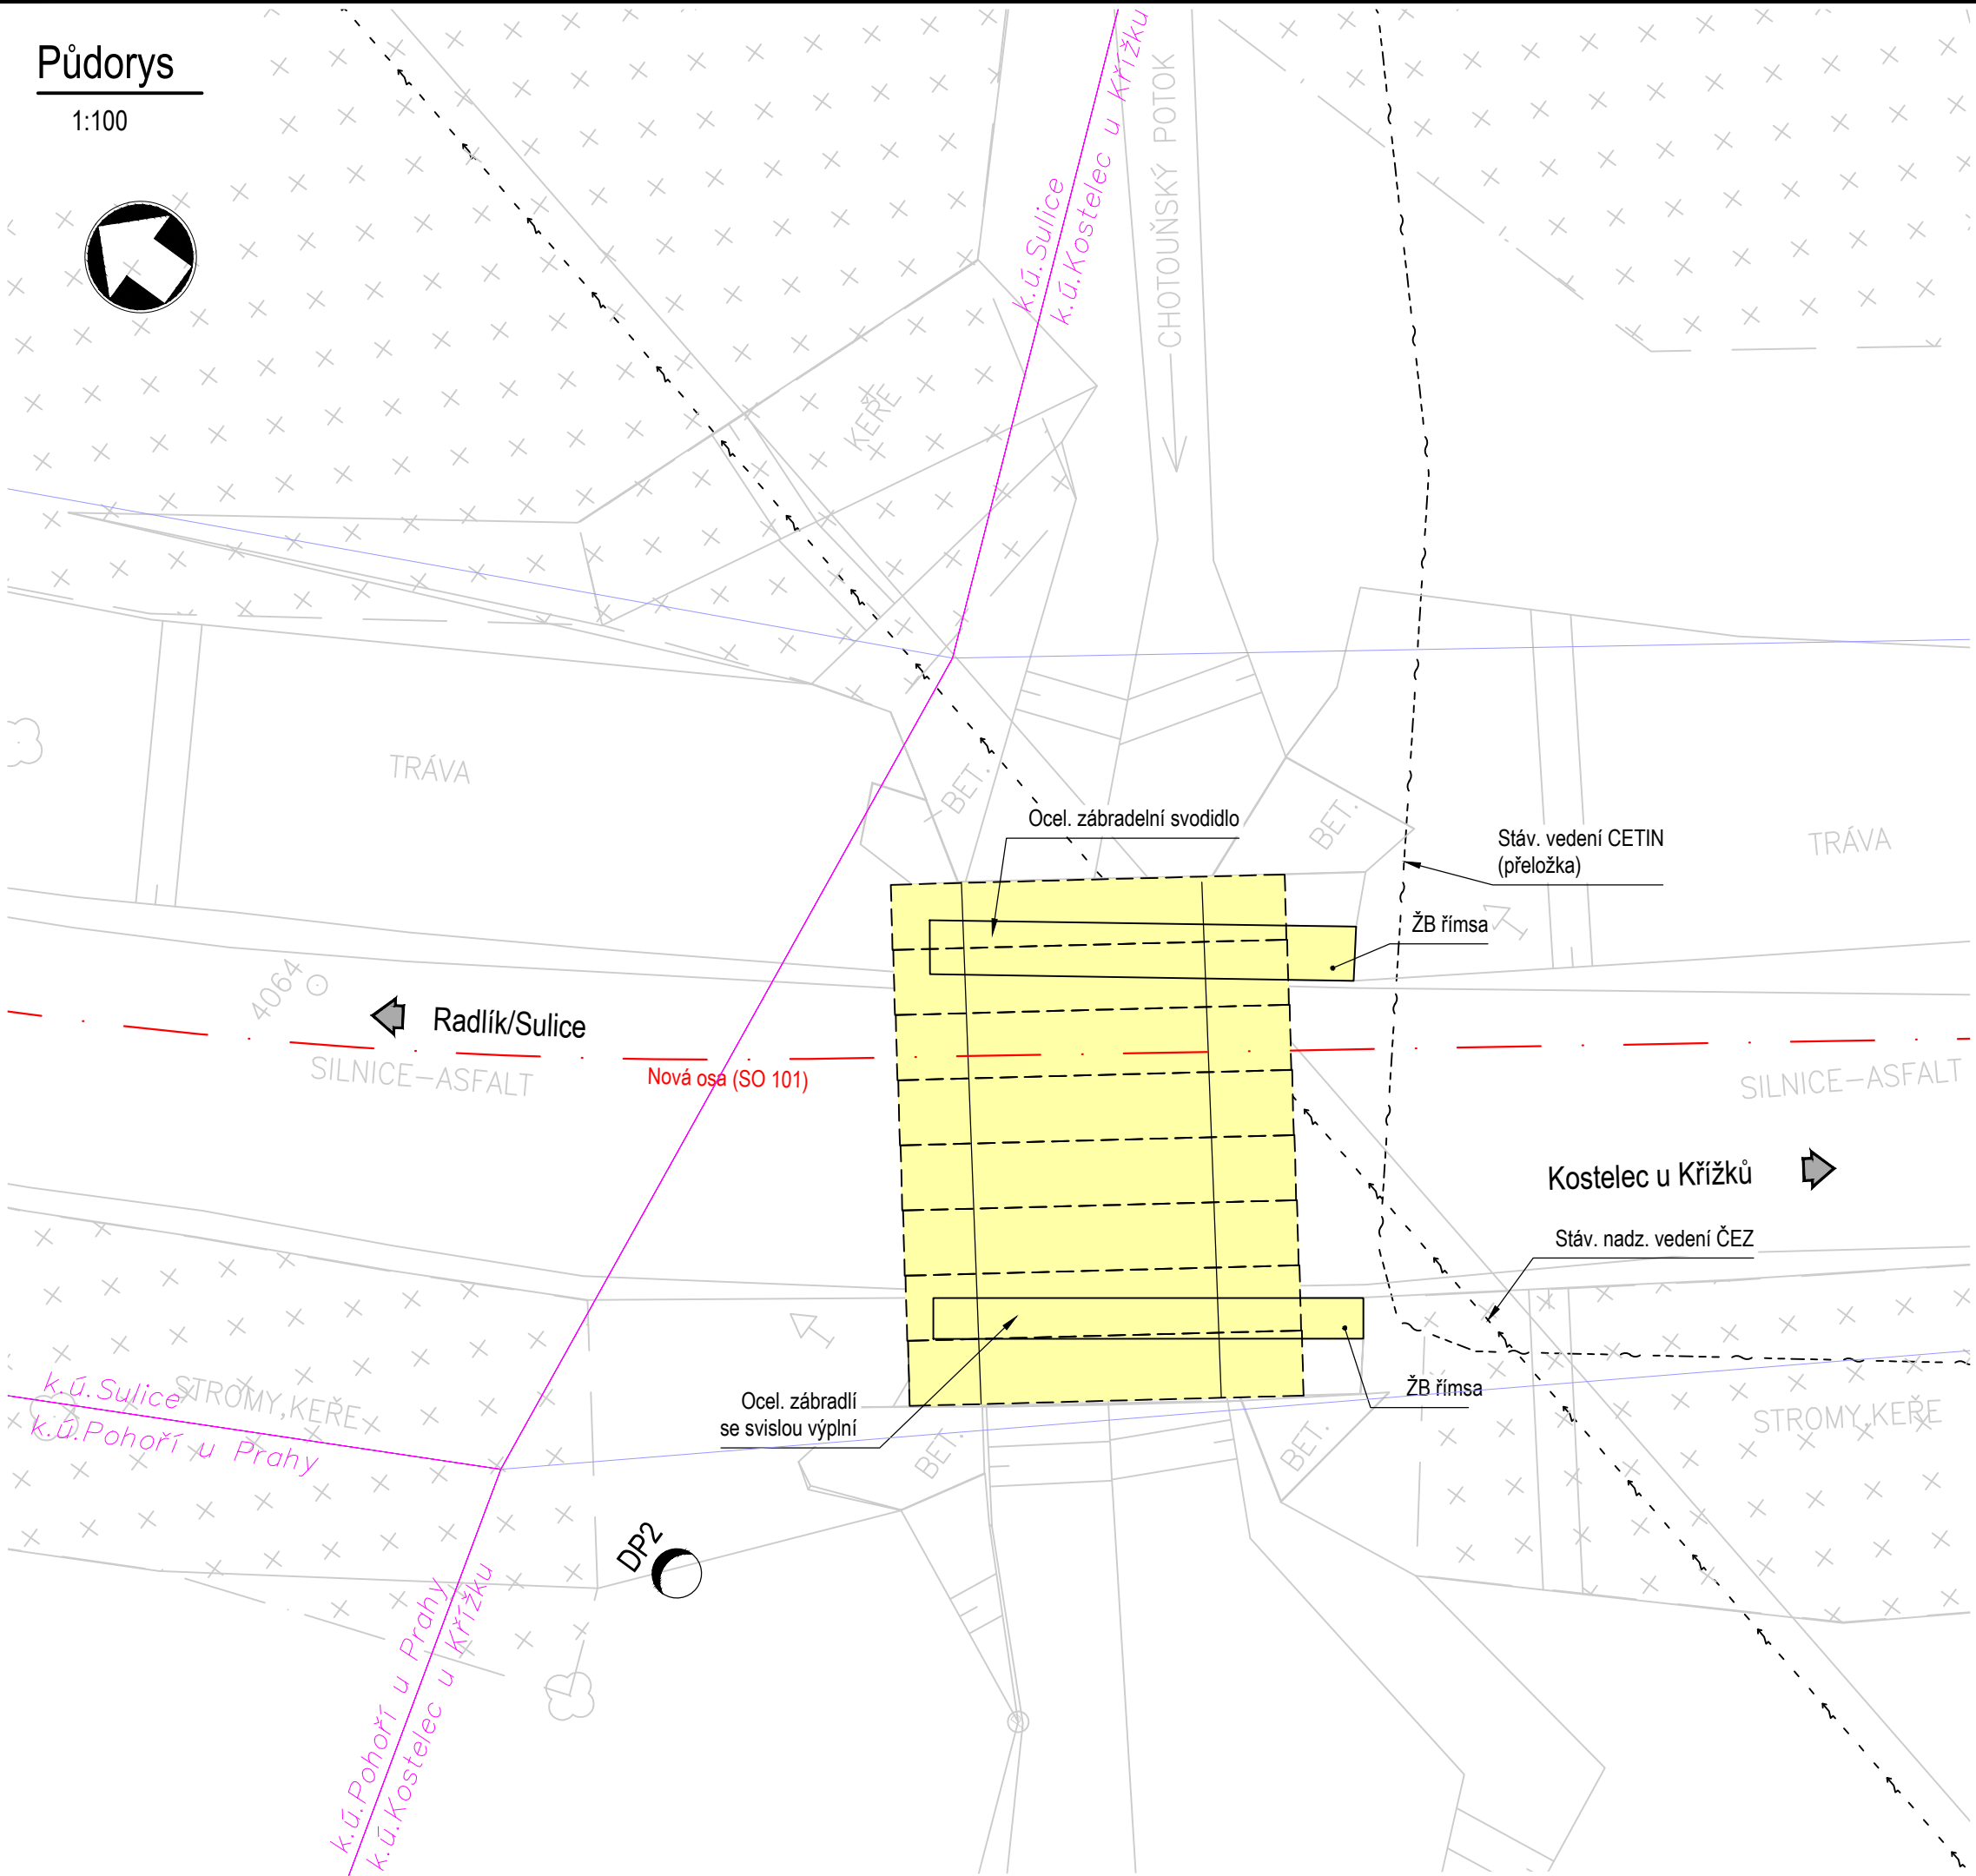 Půdorys
1:100
k.ú.Sulice
k.ú.Kostelec u Křížku
CHOTOUŇSKÝ POTOK
KEŘE
TRÁVA
BET.
Ocel. zábradelní svodidlo
BET.
Stáv. vedení CETIN
(přeložka)
TRÁVA
ŽB římsa
4064
Radlík/Sulice
SILNICE-ASFALT
Nová osa (SO 101)
SILNICE-ASFALT
Kostelec u Křížků
Stáv. nadz. vedení ČEZ
k.ú.Sulice
k.ú.Pohoří u Prahy
STROMY,KEŘE
Ocel. zábradlí
se svislou výplní
ŽB římsa
STROMY,KEŘE
BET.
BET.
DP2
k.ú.Pohoří u Prahy
k.ú.Kostelec u Křížku